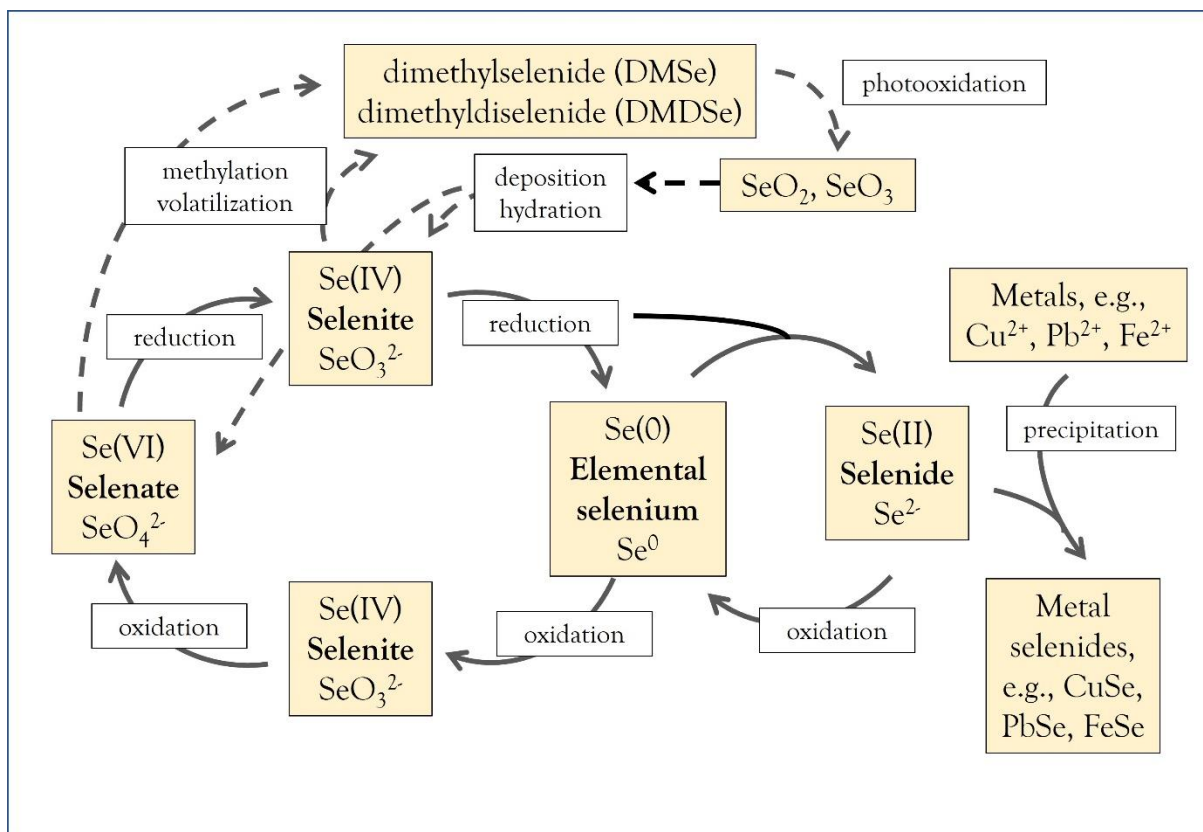 dimethylselenide (DMSe)
dimethyldiselenide (DMDSe)
photooxidation
methylation
volatilization
deposition
hydration
SeO₂, SeO₃
Se(IV)
Selenite
SeO₃²⁻
reduction
reduction
Metals, e.g.,
Cu²⁺, Pb²⁺, Fe²⁺
Se(VI)
Selenate
SeO₄²⁻
Se(0)
Elemental
selenium
Se⁰
Se(II)
Selenide
Se²⁻
precipitation
oxidation
Se(IV)
Selenite
SeO₃²⁻
oxidation
oxidation
Metal
selenides,
e.g., CuSe,
PbSe, FeSe